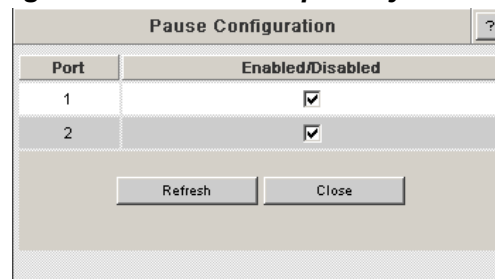 Pause Configuration ?
Port Enabled/Disabled
1
2
Refresh Close